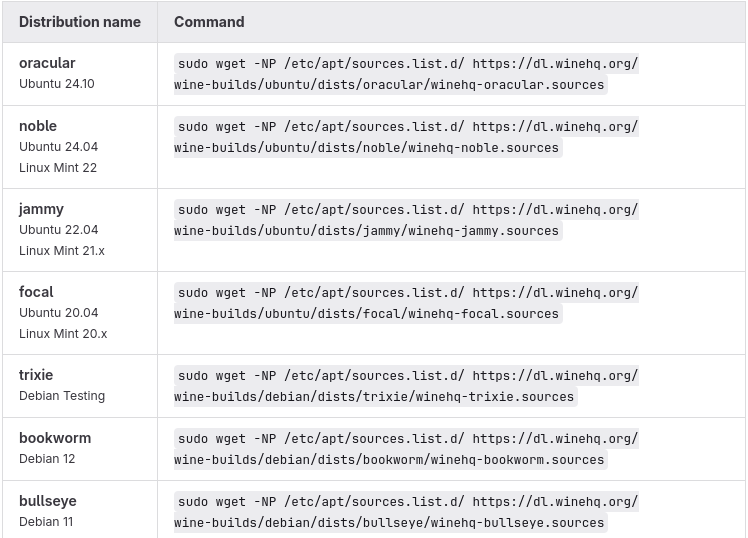 Distribution name Command
oracular
Ubuntu 24.10
sudo wget -NP /etc/apt/sources.list.d/ https://dl.winehq.org/
wine-builds/ubuntu/dists/oracular/winehq-oracular.sources
noble
Ubuntu 24.04
Linux Mint 22
sudo wget -NP /etc/apt/sources.list.d/ https://dl.winehq.org/
wine-builds/ubuntu/dists/noble/winehq-noble.sources
jammy
Ubuntu 22.04
Linux Mint 21.x
sudo wget -NP /etc/apt/sources.list.d/ https://dl.winehq.org/
wine-builds/ubuntu/dists/jammy/winehq-jammy.sources
focal
Ubuntu 20.04
Linux Mint 20.x
sudo wget -NP /etc/apt/sources.list.d/ https://dl.winehq.org/
wine-builds/ubuntu/dists/focal/winehq-focal.sources
trixie
Debian Testing
sudo wget -NP /etc/apt/sources.list.d/ https://dl.winehq.org/
wine-builds/debian/dists/trixie/winehq-trixie.sources
bookworm
Debian 12
sudo wget -NP /etc/apt/sources.list.d/ https://dl.winehq.org/
wine-builds/debian/dists/bookworm/winehq-bookworm.sources
bullseye
Debian 11
sudo wget -NP /etc/apt/sources.list.d/ https://dl.winehq.org/
wine-builds/debian/dists/bullseye/winehq-bullseye.sources